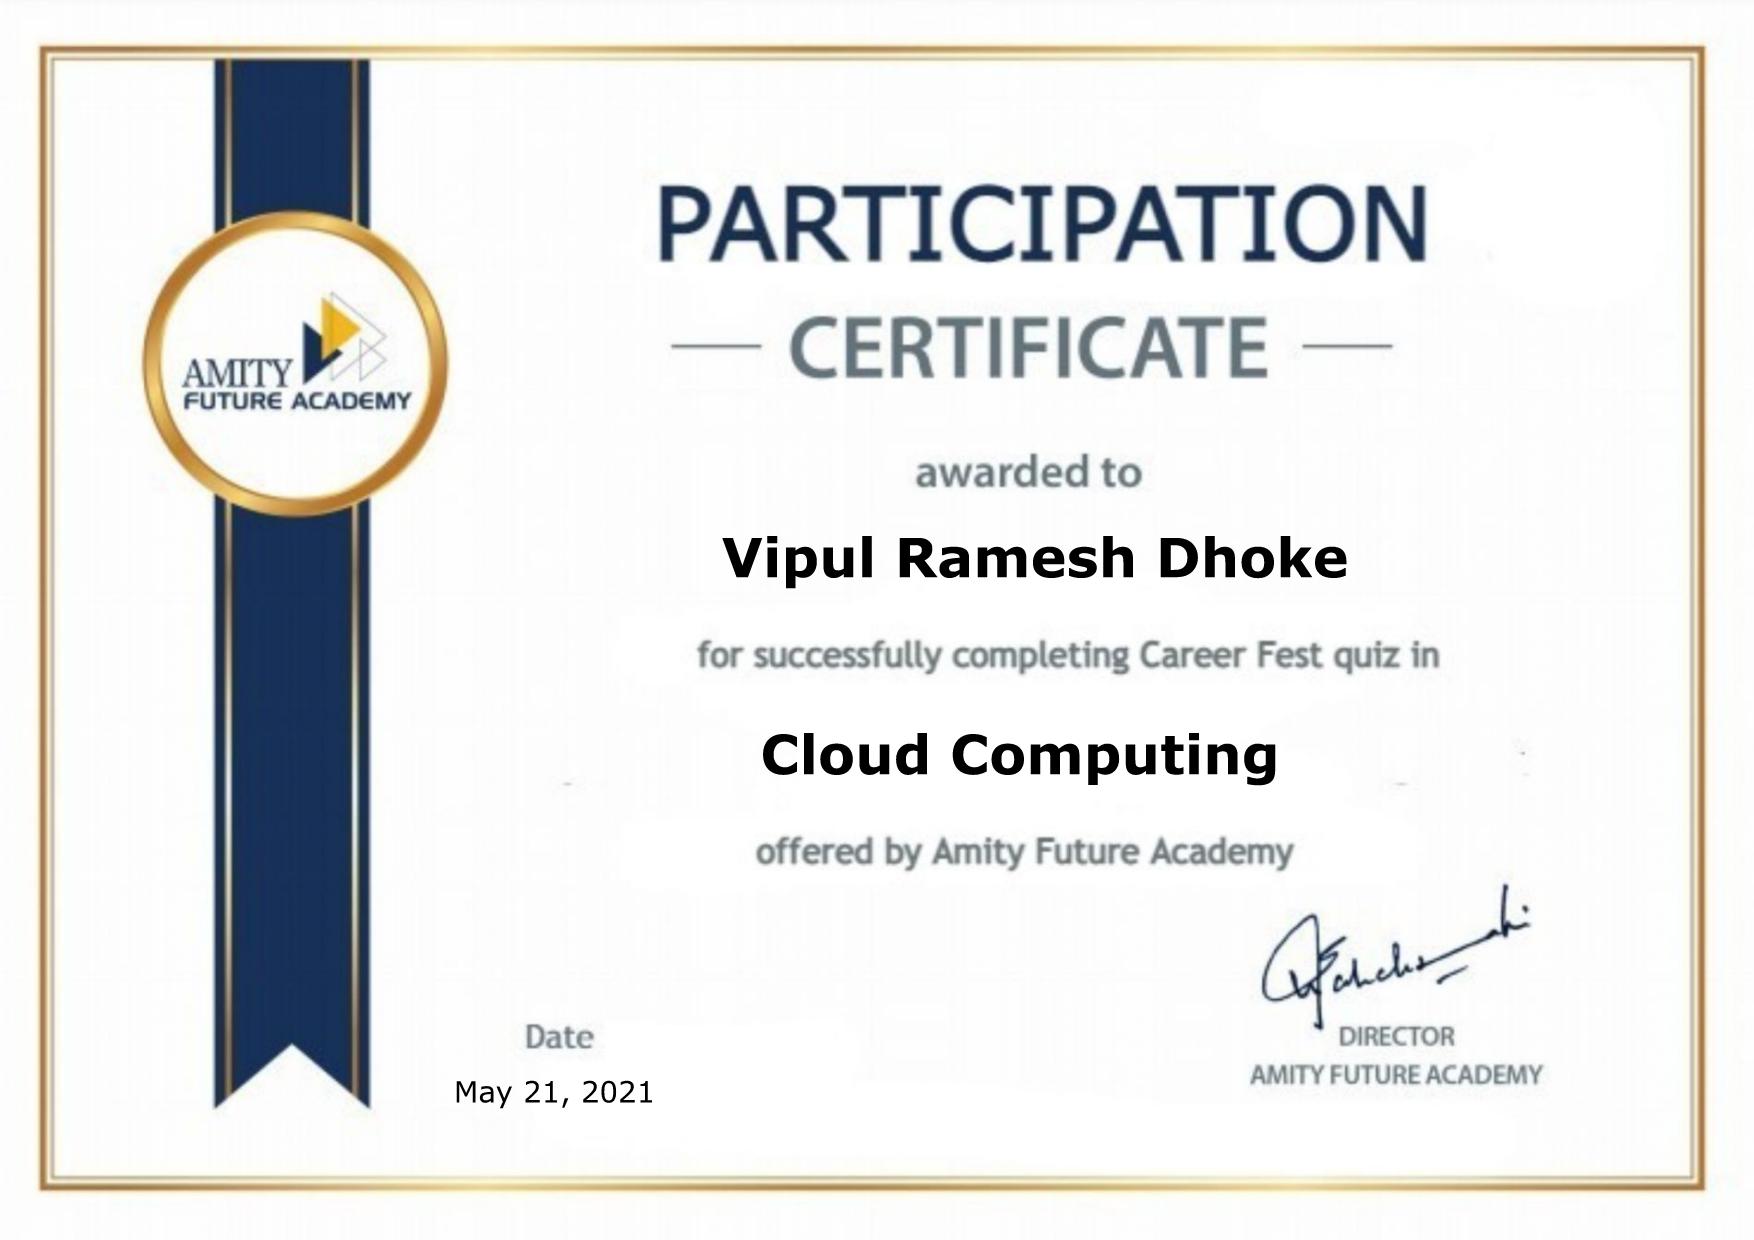 AMITY
FUTURE ACADEMY
PARTICIPATION
CERTIFICATE
awarded to
Vipul Ramesh Dhoke
for successfully completing Career Fest quiz in
Cloud Computing
offered by Amity Future Academy
Date
May 21, 2021
DIRECTOR
AMITY FUTURE ACADEMY